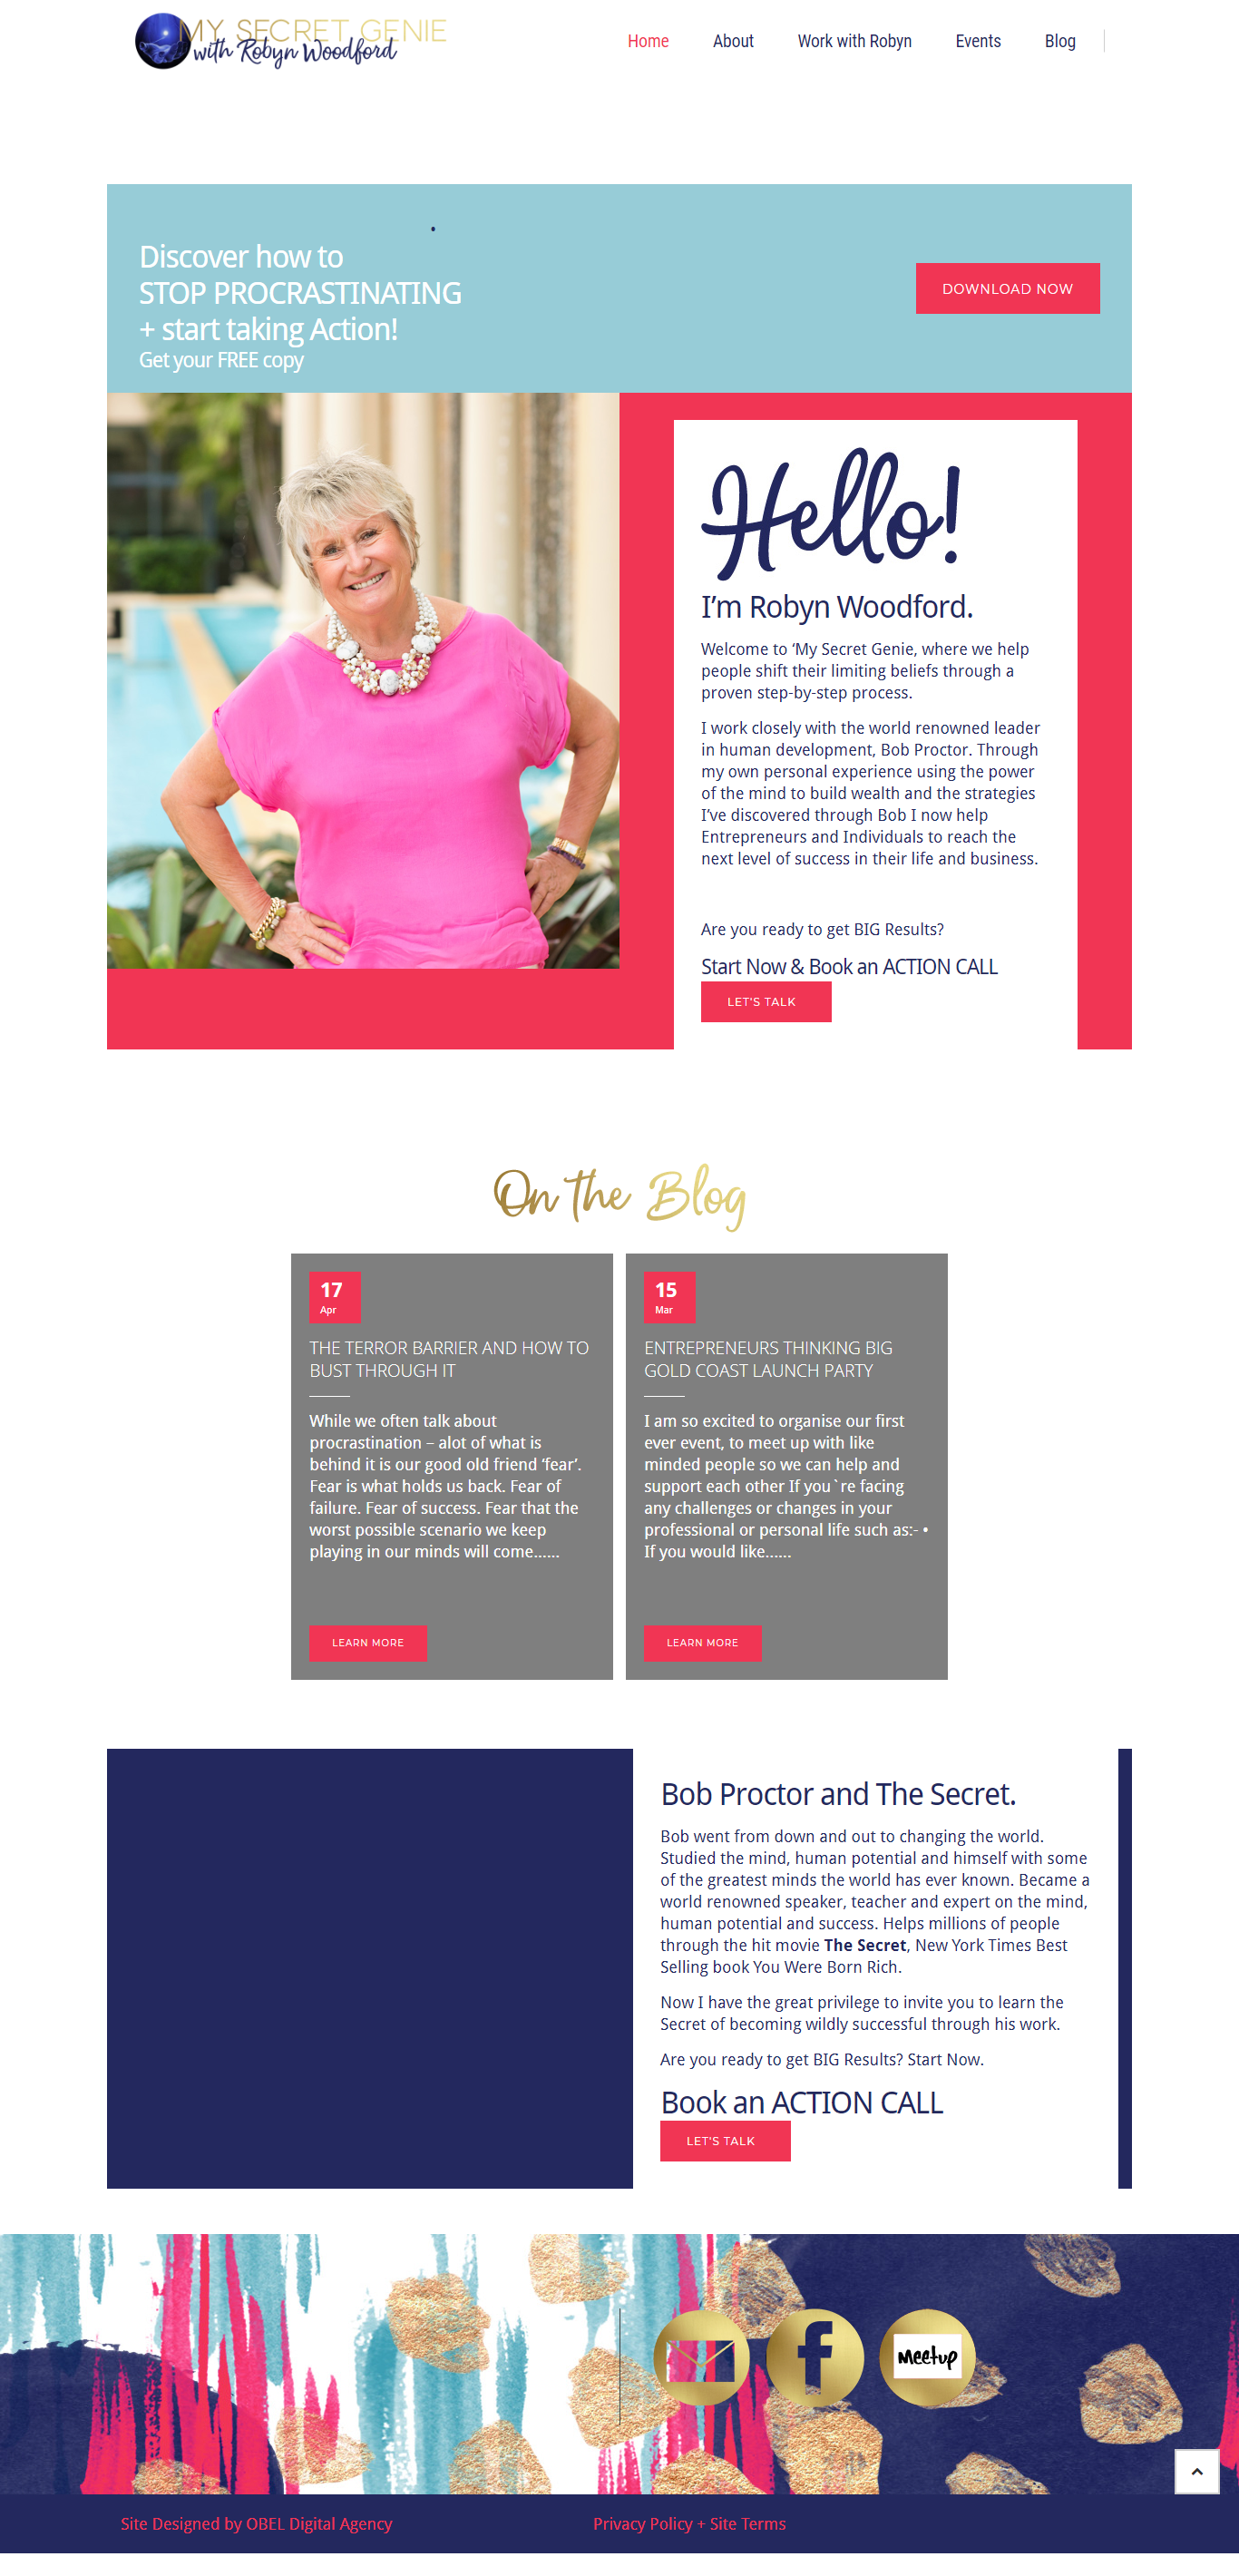 MY SECRET GENIE
with Robyn Woodford
Home
About
Work with Robyn
Events
Blog
Discover how to
STOP PROCRASTINATING
+ start taking Action!
Get your FREE copy
DOWNLOAD NOW
Hello!
I’m Robyn Woodford.
Welcome to ‘My Secret Genie, where we help
people shift their limiting beliefs through a
proven step-by-step process.
I work closely with the world renowned leader
in human development, Bob Proctor. Through
my own personal experience using the power
of the mind to build wealth and the strategies
I’ve discovered through Bob I now help
Entrepreneurs and Individuals to reach the
next level of success in their life and business.
Are you ready to get BIG Results?
Start Now & Book an ACTION CALL
LET'S TALK
On the Blog
17
Apr
THE TERROR BARRIER AND HOW TO
BUST THROUGH IT
While we often talk about
procrastination – alot of what is
behind it is our good old friend ‘fear’.
Fear is what holds us back. Fear of
failure. Fear of success. Fear that the
worst possible scenario we keep
playing in our minds will come......
LEARN MORE
15
Mar
ENTREPRENEURS THINKING BIG
GOLD COAST LAUNCH PARTY
I am so excited to organise our first
ever event, to meet up with like
minded people so we can help and
support each other If you`re facing
any challenges or changes in your
professional or personal life such as:- •
If you would like......
LEARN MORE
Bob Proctor and The Secret.
Bob went from down and out to changing the world.
Studied the mind, human potential and himself with some
of the greatest minds the world has ever known. Became a
world renowned speaker, teacher and expert on the mind,
human potential and success. Helps millions of people
through the hit movie The Secret, New York Times Best
Selling book You Were Born Rich.
Now I have the great privilege to invite you to learn the
Secret of becoming wildly successful through his work.
Are you ready to get BIG Results? Start Now.
Book an ACTION CALL
LET'S TALK
f
Meetup
Site Designed by OBEL Digital Agency
Privacy Policy + Site Terms